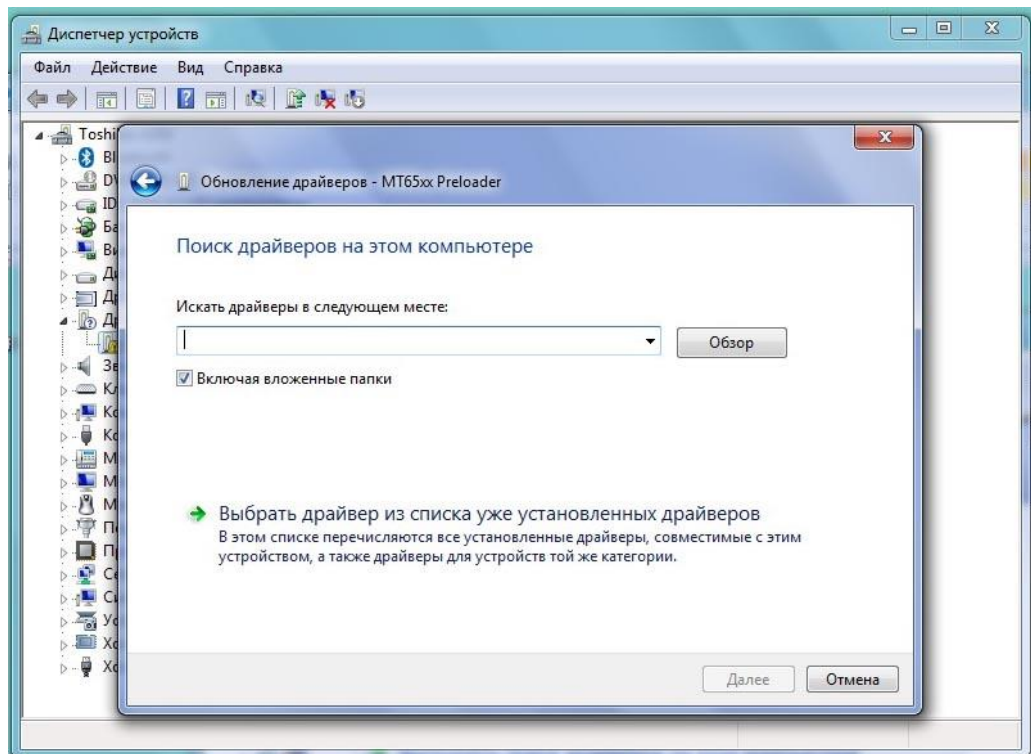 Диспетчер устройств
Файл Действие Вид Справка
Toshi
Обновление драйверов - MT65xx Preloader
Поиск драйверов на этом компьютере
Искать драйверы в следующем месте:
Обзор
Включая вложенные папки
Выбрать драйвер из списка уже установленных драйверов
В этом списке перечисляются все установленные драйверы, совместимые с этим
устройством, а также драйверы для устройств той же категории.
Далее Отмена